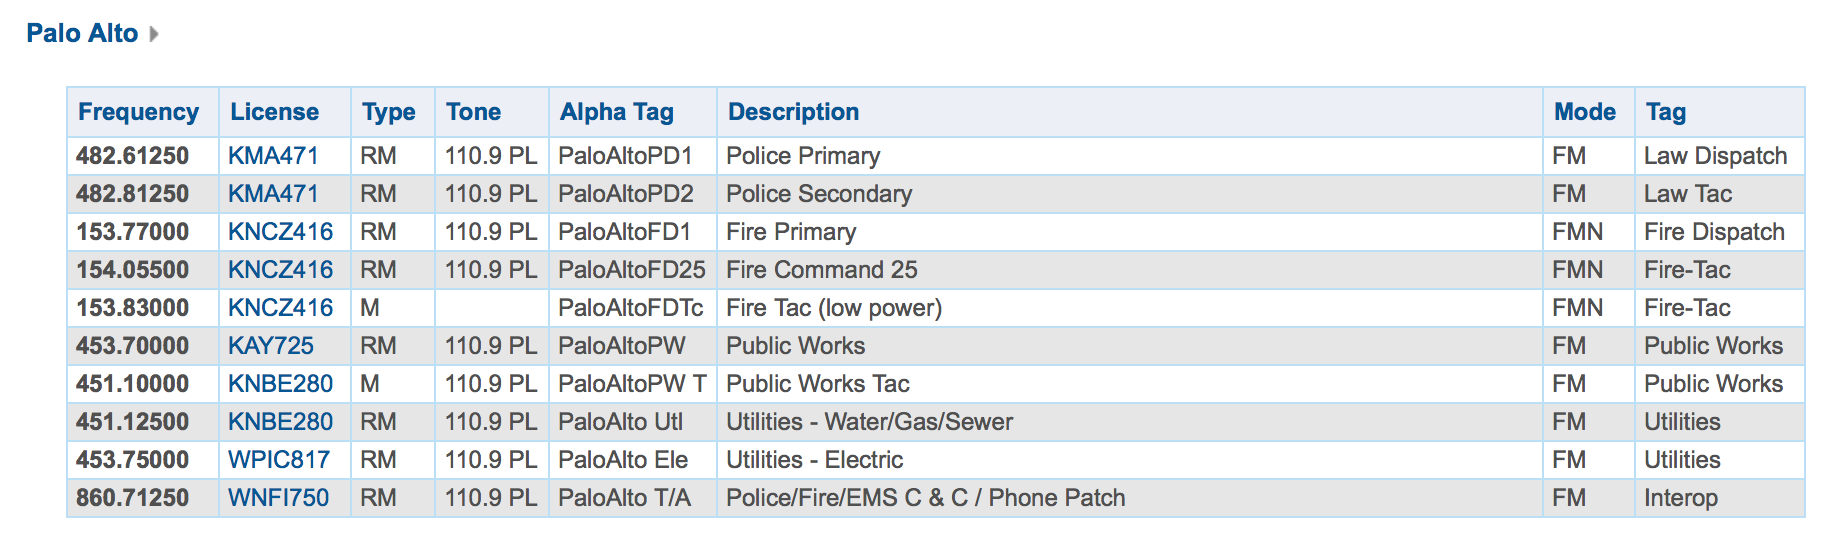 Palo Alto
Frequency License Type Tone Alpha Tag Description Mode Tag
482.61250 KMA471 RM 110.9 PL PaloAltoPD1 Police Primary FM Law Dispatch
482.81250 KMA471 RM 110.9 PL PaloAltoPD2 Police Secondary FM Law Tac
153.77000 KNCZ416 RM 110.9 PL PaloAltoFD1 Fire Primary FMN Fire Dispatch
154.05500 KNCZ416 RM 110.9 PL PaloAltoFD25 Fire Command 25 FMN Fire-Tac
153.83000 KNCZ416 M PaloAltoFDTc Fire Tac (low power) FMN Fire-Tac
453.70000 KAY725 RM 110.9 PL PaloAltoPW Public Works FM Public Works
451.10000 KNBE280 M 110.9 PL PaloAltoPW T Public Works Tac FM Public Works
451.12500 KNBE280 RM 110.9 PL PaloAlto Utl Utilities - Water/Gas/Sewer FM Utilities
453.75000 WPIC817 RM 110.9 PL PaloAlto Ele Utilities - Electric FM Utilities
860.71250 WNFI750 RM 110.9 PL PaloAlto T/A Police/Fire/EMS C & C / Phone Patch FM Interop